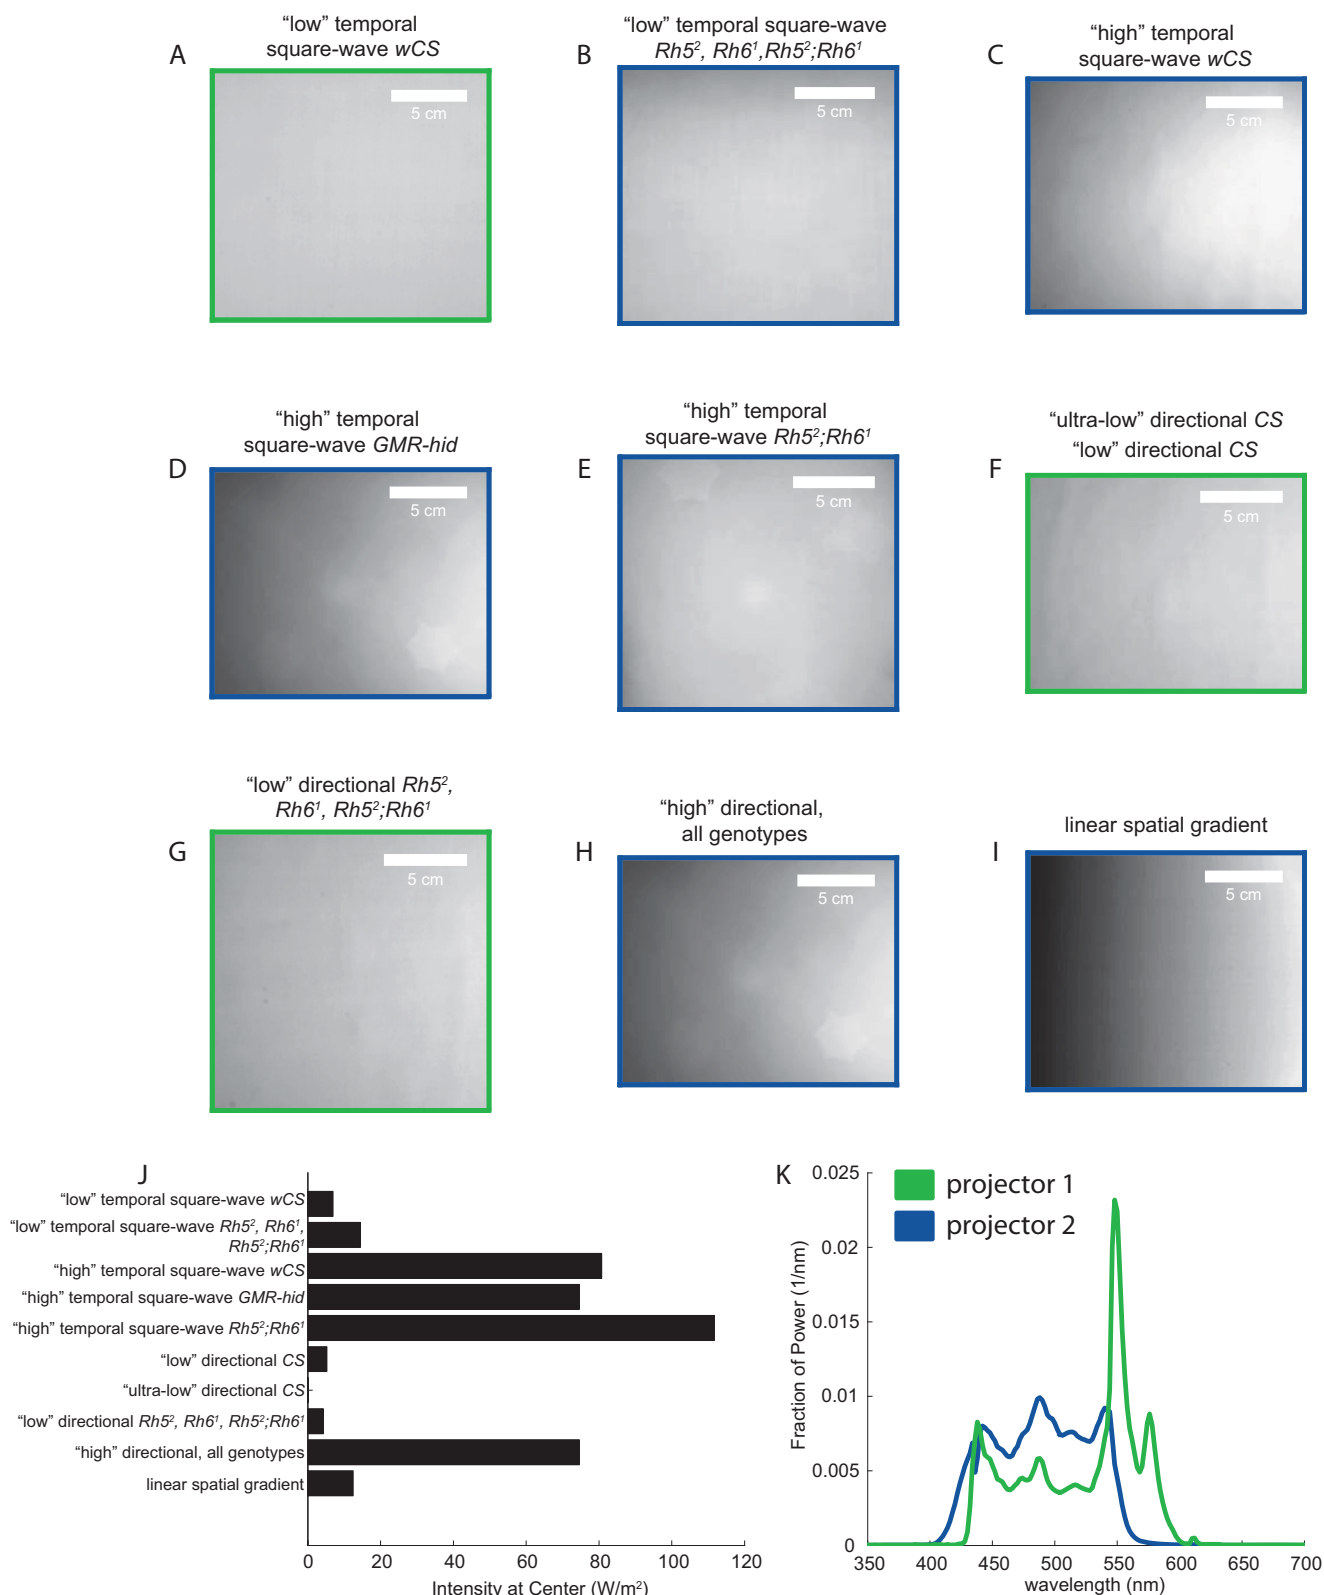 A
“low” temporal
square-wave wCS
5 cm
B
“low” temporal square-wave
Rh5², Rh6¹,Rh5²;Rh6¹
5 cm
C
“high” temporal
square-wave wCS
5 cm
D
“high” temporal
square-wave GMR-hid
5 cm
E
“high” temporal
square-wave Rh5²;Rh6¹
5 cm
F
“ultra-low” directional CS
“low” directional CS
5 cm
G
“low” directional Rh5²,
Rh6¹, Rh5²;Rh6¹
5 cm
H
“high” directional,
all genotypes
5 cm
I
linear spatial gradient
5 cm
J
“low” temporal square-wave wCS
“low” temporal square-wave Rh5², Rh6¹,
Rh5²;Rh6¹
“high” temporal square-wave wCS
“high” temporal square-wave GMR-hid
“high” temporal square-wave Rh5²;Rh6¹
“low” directional CS
“ultra-low” directional CS
“low” directional Rh5², Rh6¹, Rh5²;Rh6¹
“high” directional, all genotypes
linear spatial gradient
0 20 40 60 80 100 120
Intensity at Center (W/m²)
K
projector 1
projector 2
Fraction of Power (1/nm)
0.025
0.02
0.015
0.01
0.005
0
350 400 450 500 550 600 650 700
wavelength (nm)